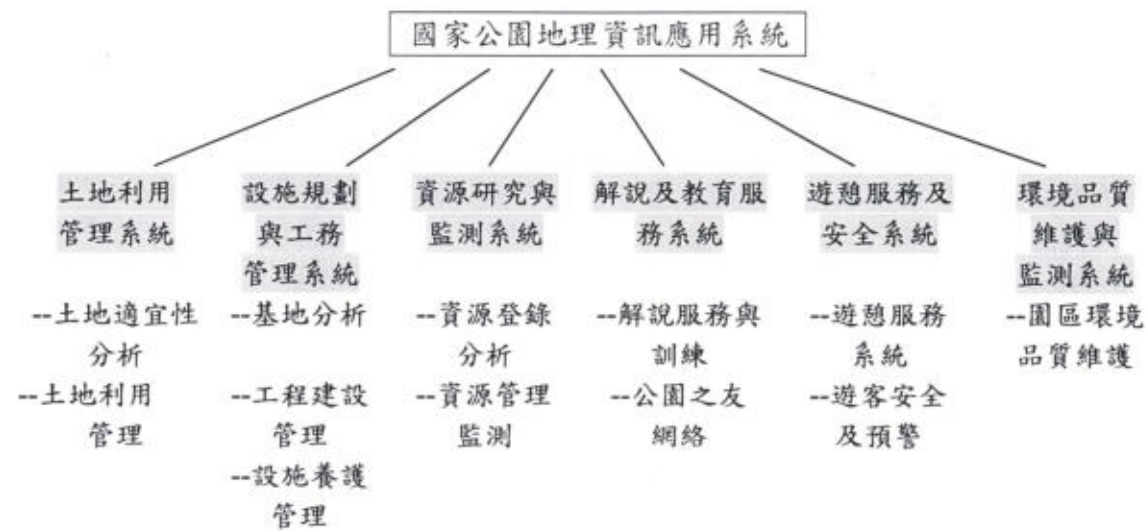 國家公園地理資訊應用系統
土地利用
管理系統
--土地適宜性
分析
--土地利用
管理
設施規劃
與工務
管理系統
--基地分析
--工程建設
管理
--設施養護
管理
資源研究與
監測系統
--資源登錄
分析
--資源管理
監測
解說及教育服
務系統
--解說服務與
訓練
--公園之友
網絡
遊憩服務及
安全系統
--遊憩服務
系統
--遊客安全
及預警
環境品質
維護與
監測系統
--園區環境
品質維護